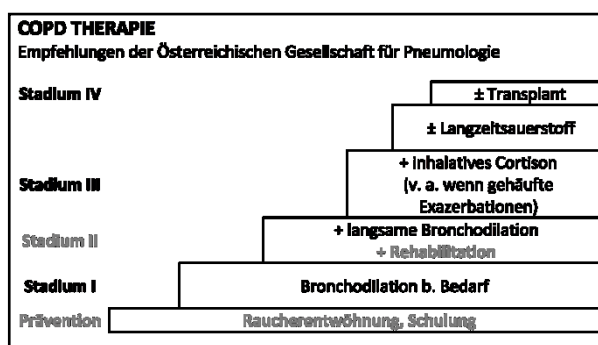 COPD THERAPIE
Empfehlungen der Österreichischen Gesellschaft für Pneumologie
Stadium IV
± Transplant
± Langzeitsauerstoff
+ inhalatives Cortison
Stadium III
(v. a. wenn gehäufte
Exazerbationen)
+ langsame Bronchodilation
Stadium II
+ Rehabilitation
Stadium I
Bronchodilation b. Bedarf
Prävention
Raucherentwöhnung, Schulung